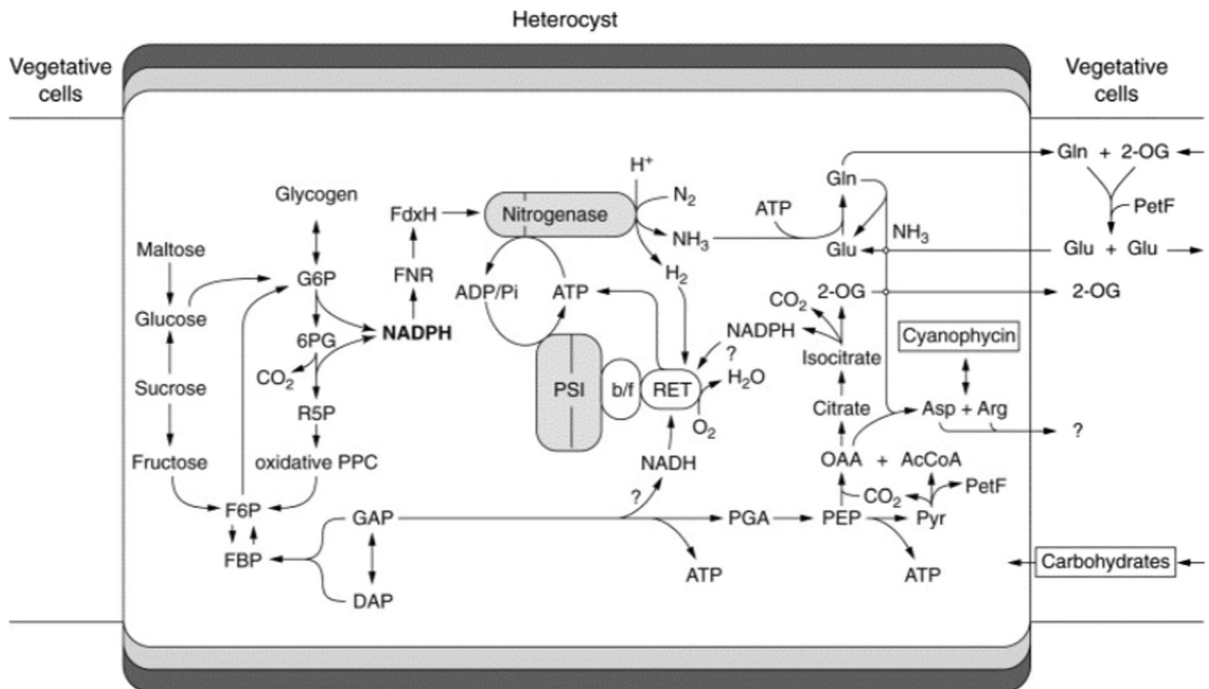 Heterocyst
Vegetative
cells
Vegetative
cells
Gln + 2-OG
PetF
Glu + Glu
2-OG
H+
N2
Glycogen
FdxH
Nitrogenase
ATP
Gln
NH3
NH3
Glu
Maltose
G6P
FNR
ADP/Pi
ATP
H2
CO2
2-OG
Glucose
6PG
NADPH
NADPH
?
Isocitrate
Cyanophycin
CO2
Sucrose
PSI
b/f
RET
H2O
O2
R5P
Citrate
Asp + Arg
?
Fructose
oxidative PPC
NADH
OAA + AcCoA
PetF
CO2
?
F6P
GAP
PGA
PEP
Pyr
FBP
ATP
ATP
Carbohydrates
DAP